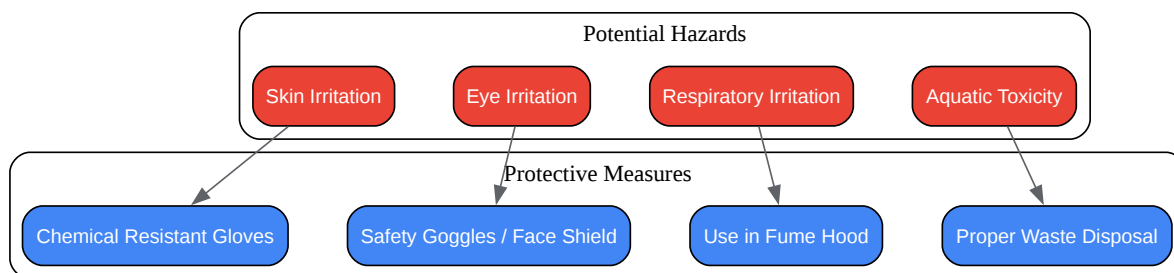 Potential Hazards
Skin Irritation
Eye Irritation
Respiratory Irritation
Aquatic Toxicity
Protective Measures
Chemical Resistant Gloves
Safety Goggles / Face Shield
Use in Fume Hood
Proper Waste Disposal